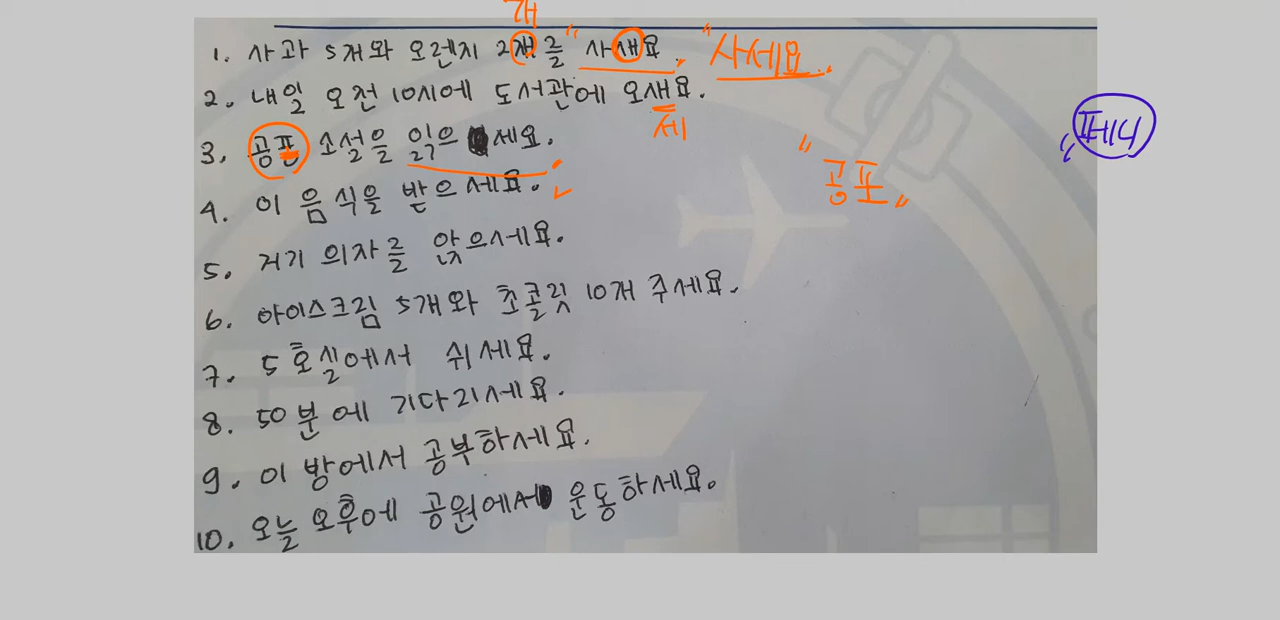 개
1. 사과 5개와 오렌지 2잭를 "사새요." "사세요.
2. 내일 오전 10시에 도서관에 오새요.
세
3. 공푠 소설을 읽으세요. "페니
"공포"
4. 이 음식을 받으세요.
5. 저기 의자를 앉으세요.
6. 아이스크림 5개와 초콜릿 10개 주세요.
7. 5호실에서 쉬세요.
8. 50분에 기다리세요.
9. 이 방에서 공부하세요.
10. 오늘 오후에 공원에서 운동하세요.